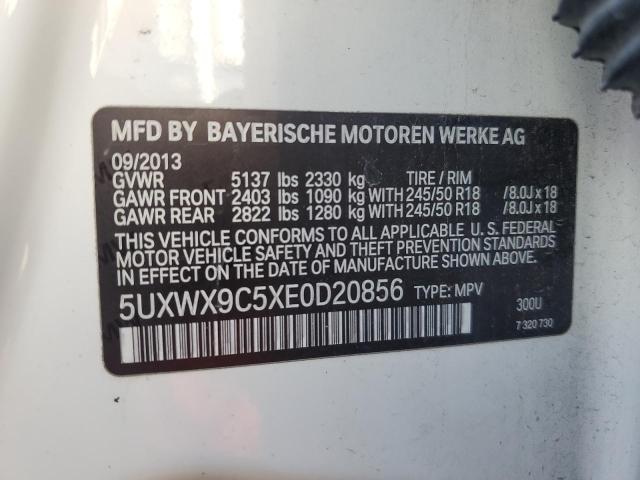 MFD BY BAYERISCHE MOTOREN WERKE AG
09/2013
GVWR 5137 lbs 2330 kg TIRE / RIM
GAWR FRONT 2403 lbs 1090 kg WITH 245/50 R18 /8.0J x 18
GAWR REAR 2822 lbs 1280 kg WITH 245/50 R18 /8.0J x 18
THIS VEHICLE CONFORMS TO ALL APPLICABLE U. S. FEDERAL
MOTOR VEHICLE SAFETY AND THEFT PREVENTION STANDARDS
IN EFFECT ON THE DATE OF MANUFACTURE SHOWN ABOVE.
5UXWX9C5XE0D20856 TYPE: MPV
300U
7 320 730